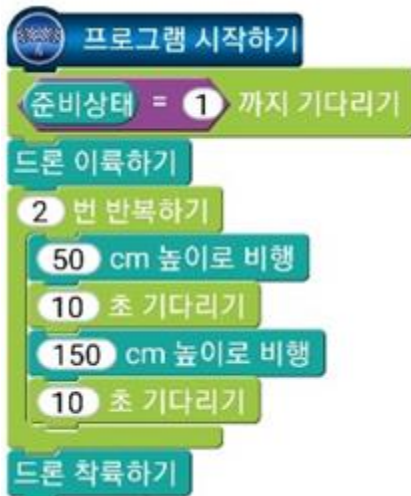 프로그램 시작하기
준비상태 = 1 까지 기다리기
드론 이륙하기
2 번 반복하기
50 cm 높이로 비행
10 초 기다리기
150 cm 높이로 비행
10 초 기다리기
드론 착륙하기